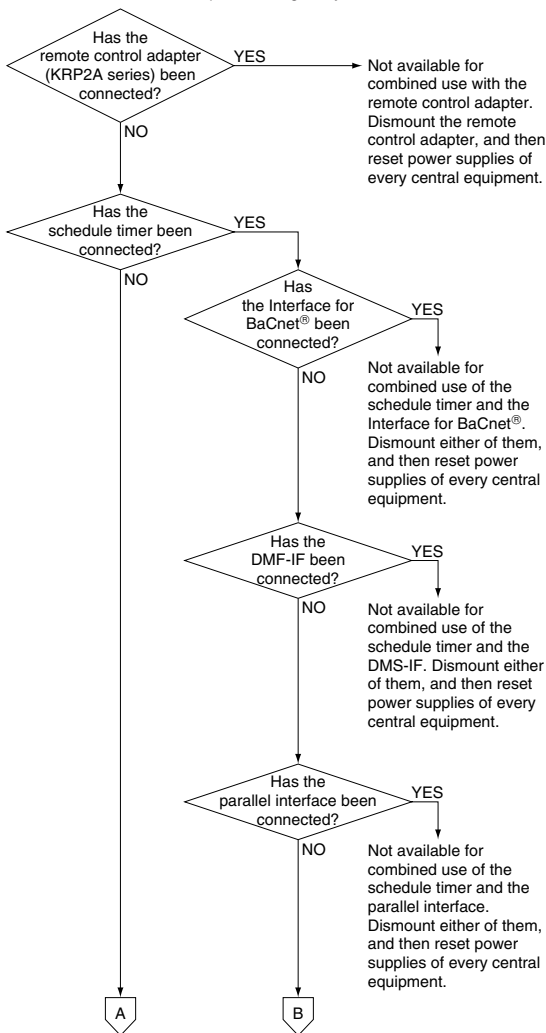 Has the
remote control adapter
(KRP2A series) been
connected?
YES
Not available for
combined use with the
remote control adapter.
Dismount the remote
control adapter, and then
reset power supplies of
every central equipment.
NO
Has the
schedule timer been
connected?
YES
NO
Has
the Interface for
BaCnet® been
connected?
YES
Not available for
combined use of the
schedule timer and the
Interface for BaCnet®.
Dismount either of them,
and then reset power
supplies of every central
equipment.
NO
Has the
DMF-IF been
connected?
YES
Not available for
combined use of the
schedule timer and the
DMS-IF. Dismount either
of them, and then reset
power supplies of every
central equipment.
NO
Has the
parallel interface been
connected?
YES
Not available for
combined use of the
schedule timer and the
parallel interface.
Dismount either of them,
and then reset power
supplies of every central
equipment.
NO
A
B